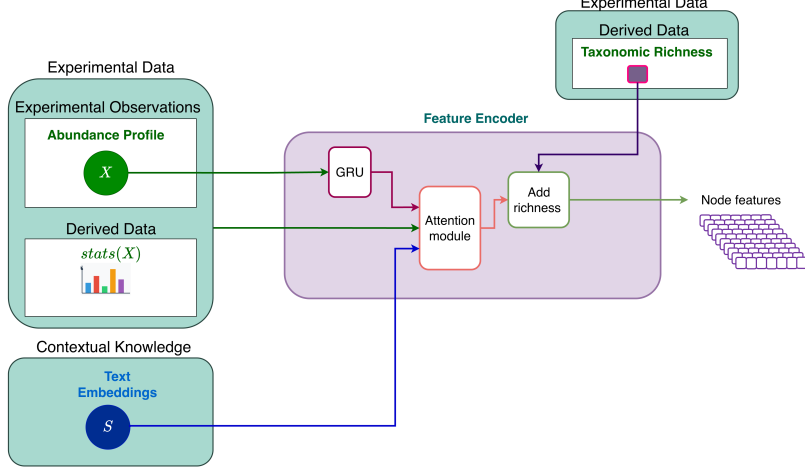 Experimental Data
Derived Data
Taxonomic Richness
Experimental Data
Experimental Observations
Abundance Profile
X
Derived Data
stats(X)
Feature Encoder
GRU
Attention
module
Add
richness
Node features
Contextual Knowledge
Text
Embeddings
S